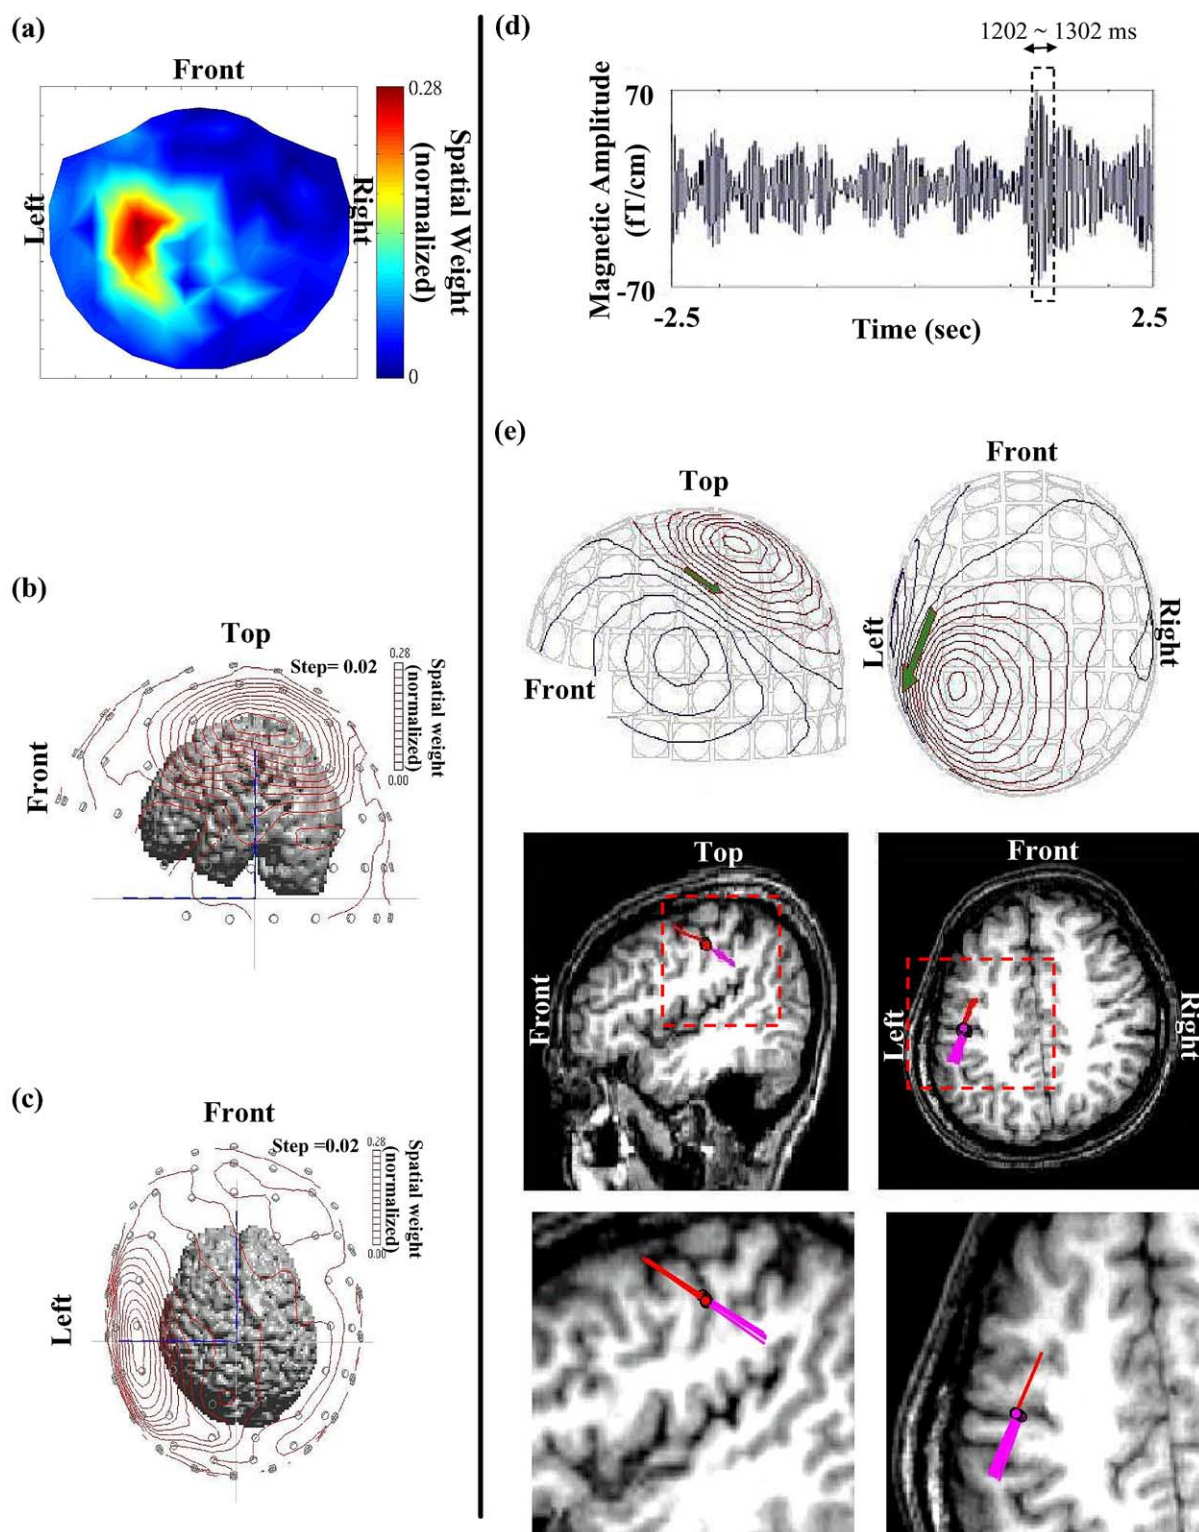 (a)
Front
Left
Right
0.28
0
Spatial Weight
(normalized)
(b)
Top
Front
Step= 0.02
0.28
0.00
Spatial weight
(normalized)
(c)
Front
Left
Step =0.02
0.28
0.00
Spatial weight
(normalized)
(d)
1202 ~ 1302 ms
Magnetic Amplitude
(fT/cm)
70
-70
-2.5
Time (sec)
2.5
(e)
Top
Front
Front
Left
Right
Top
Front
Front
Left
Right